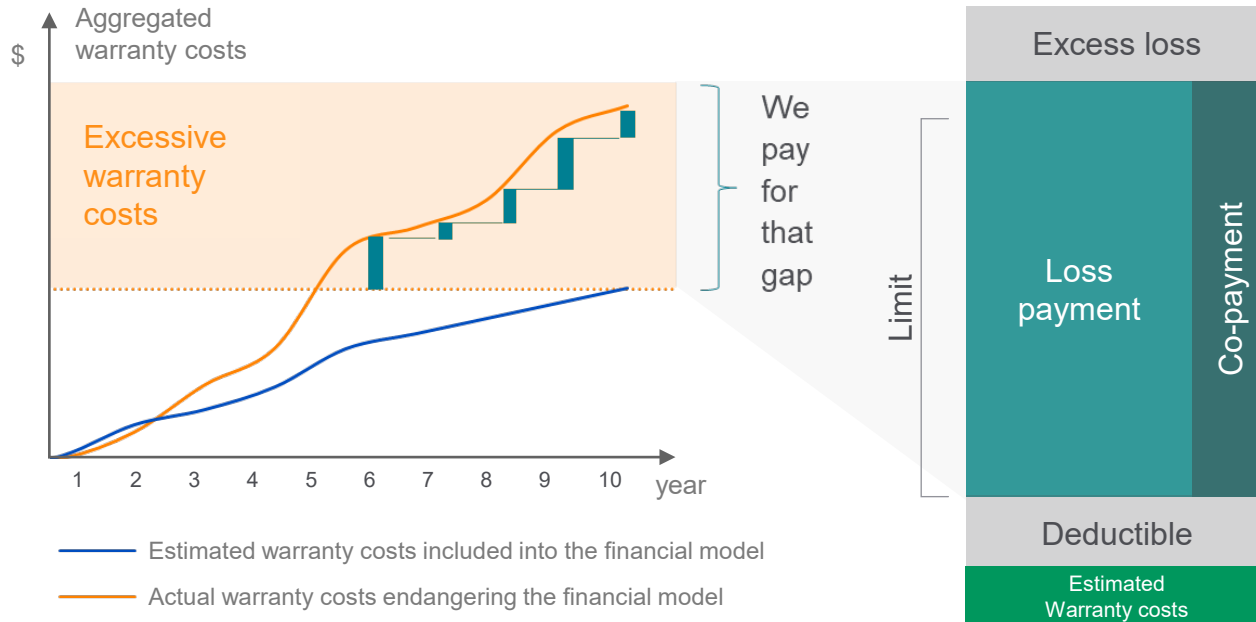 Aggregated
warranty costs
$
Excessive
warranty
costs
1 2 3 4 5 6 7 8 9 10
year
Estimated warranty costs included into the financial model
Actual warranty costs endangering the financial model
We
pay
for
that
gap
Limit
Excess loss
Loss
payment
Co-payment
Deductible
Estimated
Warranty costs